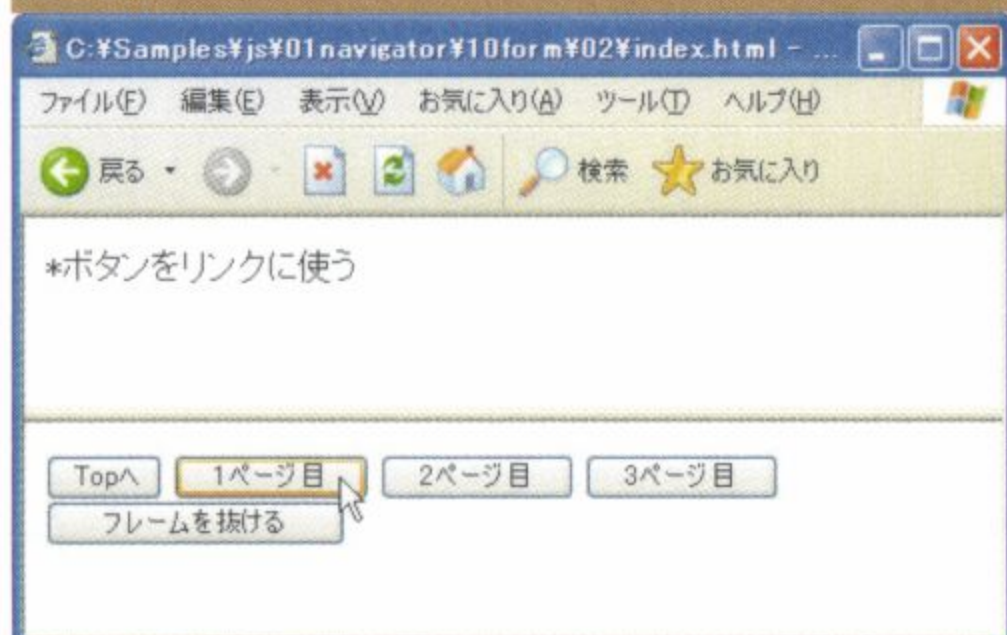 C:¥Samples¥js¥01navigator¥10form¥02¥index.html - ...
ファイル(F) 編集(E) 表示(V) お気に入り(A) ツール(T) ヘルプ(H)
戻る 検索 お気に入り
*ボタンをリンクに使う
Topへ 1ページ目 2ページ目 3ページ目
フレームを抜ける